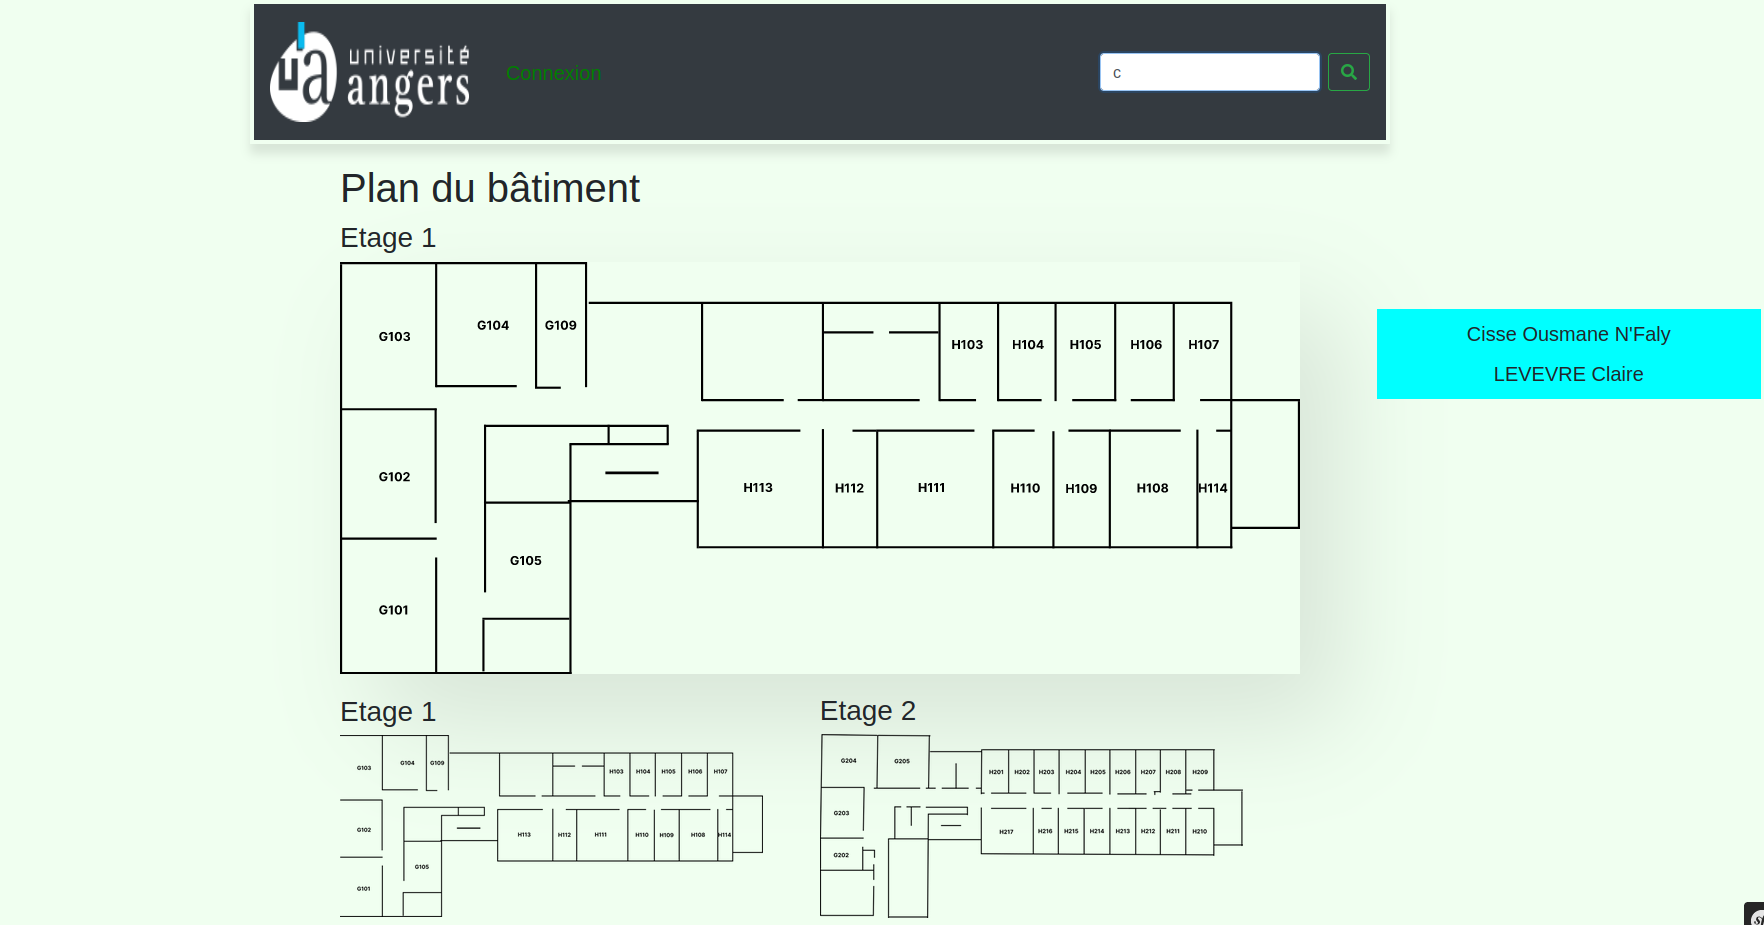 université
angers
Connexion
c
Plan du bâtiment
Etage 1
G103
G104
G109
H103
H104
H105
H106
H107
Cisse Ousmane N'Faly
LEVEVRE Claire
G102
H113
H112
H111
H110
H109
H108
H114
G105
G101
Etage 1
G103
G104
G109
H103
H104
H105
H106
H107
G102
H113
H112
H111
H110
H109
H108
H114
G105
G101
Etage 2
G204
G205
H201
H202
H203
H204
H205
H206
H207
H208
H209
G203
H217
H216
H215
H214
H213
H212
H211
H210
G202